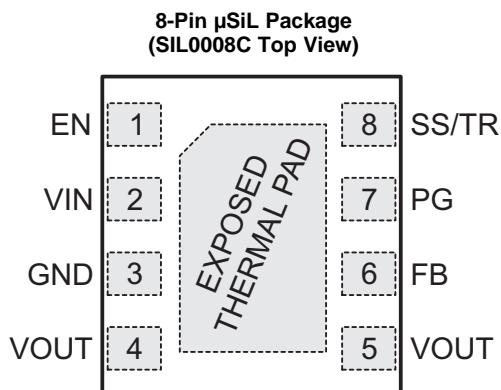 8-Pin µSiL Package
(SIL0008C Top View)
EN 1 8 SS/TR
VIN 2 7 PG
GND 3 6 FB
VOUT 4 5 VOUT
EXPOSED
THERMAL PAD